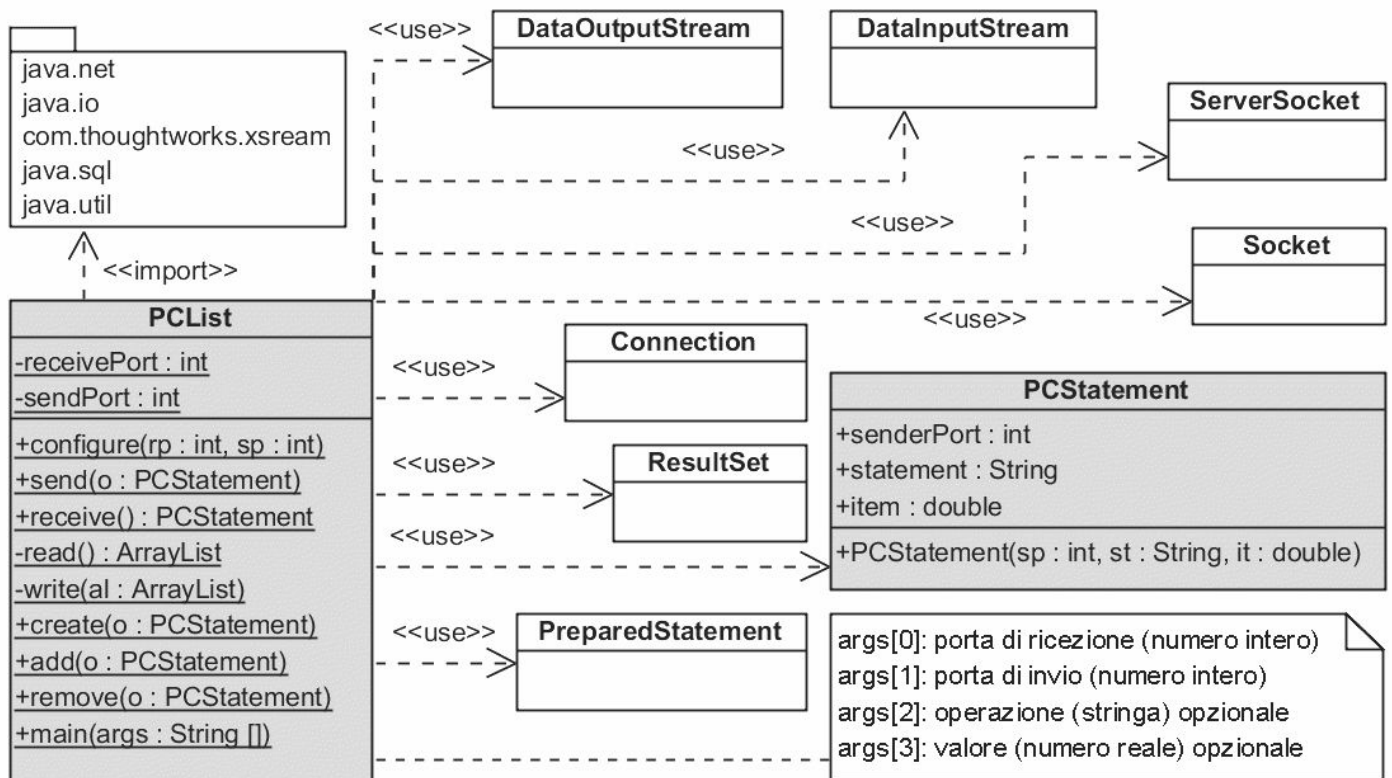 java.net
java.io
com.thoughtworks.xsream
java.sql
java.util
<<import>>
<<use>>
DataOutputStream
DataInputStream
<<use>>
ServerSocket
<<use>>
Socket
<<use>>
PCList
-receivePort : int
-sendPort : int
+configure(rp : int, sp : int)
+send(o : PCStatement)
+receive() : PCStatement
-read() : ArrayList
-write(al : ArrayList)
+create(o : PCStatement)
+add(o : PCStatement)
+remove(o : PCStatement)
+main(args : String [])
<<use>>
Connection
<<use>>
ResultSet
<<use>>
PCStatement
+senderPort : int
+statement : String
+item : double
+PCStatement(sp : int, st : String, it : double)
<<use>>
PreparedStatement
args[0]: porta di ricezione (numero intero)
args[1]: porta di invio (numero intero)
args[2]: operazione (stringa) opzionale
args[3]: valore (numero reale) opzionale